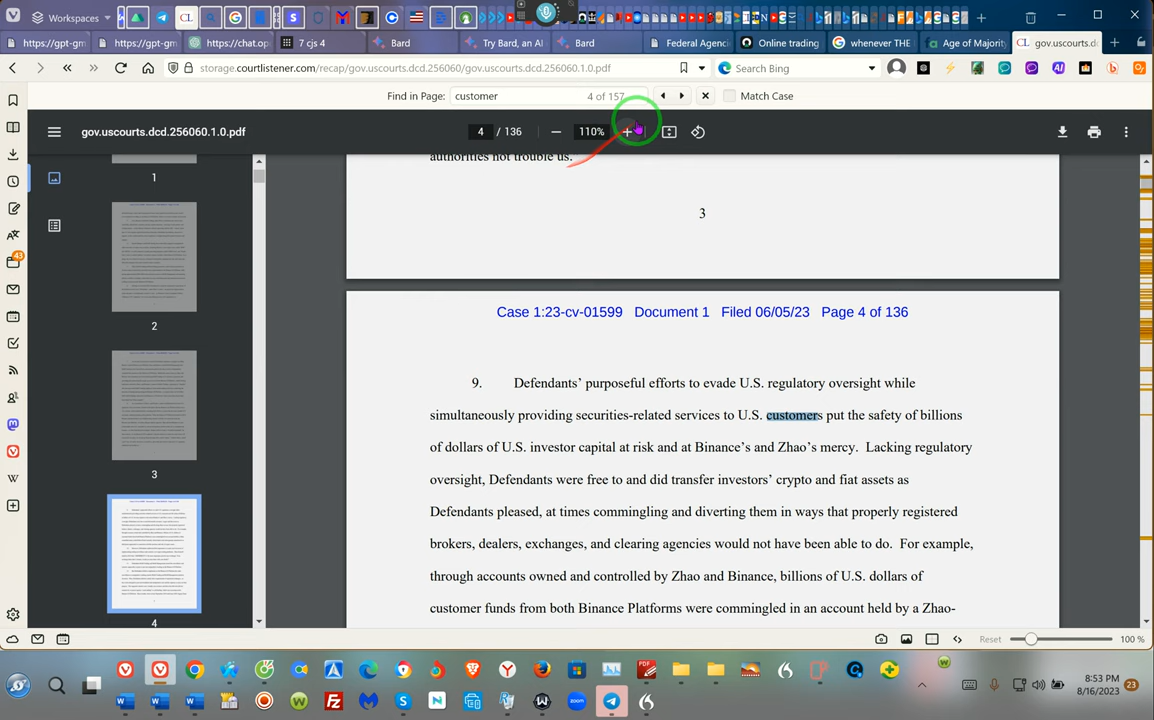 Workspaces
https://gpt-gm
https://gpt-gm
https://chat.op
7 cjs 4
Bard
Try Bard, an AI
Bard
Federal Agenc
Online trading
whenever THE
Age of Majority
gov.uscourts.dc
storage.courtlistener.com/recap/gov.uscourts.dcd.256060/gov.uscourts.dcd.256060.1.0.pdf
Search Bing
Find in Page:
customer
4 of 157
Match Case
gov.uscourts.dcd.256060.1.0.pdf
4 / 136
110%
authorities not trouble us.
3
1
2
3
4
Case 1:23-cv-01599 Document 1 Filed 06/05/23 Page 4 of 136
9. Defendants' purposeful efforts to evade U.S. regulatory oversight while
simultaneously providing securities-related services to U.S. customers put the safety of billions
of dollars of U.S. investor capital at risk and at Binance's and Zhao's mercy. Lacking regulatory
oversight, Defendants were free to and did transfer investors' crypto and fiat assets as
Defendants pleased, at times commingling and diverting them in ways that properly registered
brokers, dealers, exchanges, and clearing agencies would not have been able to do. For example,
through accounts owned and controlled by Zhao and Binance, billions of U.S. dollars of
customer funds from both Binance Platforms were commingled in an account held by a Zhao-
43
Reset
100 %
zoom
8:53 PM
8/16/2023
23